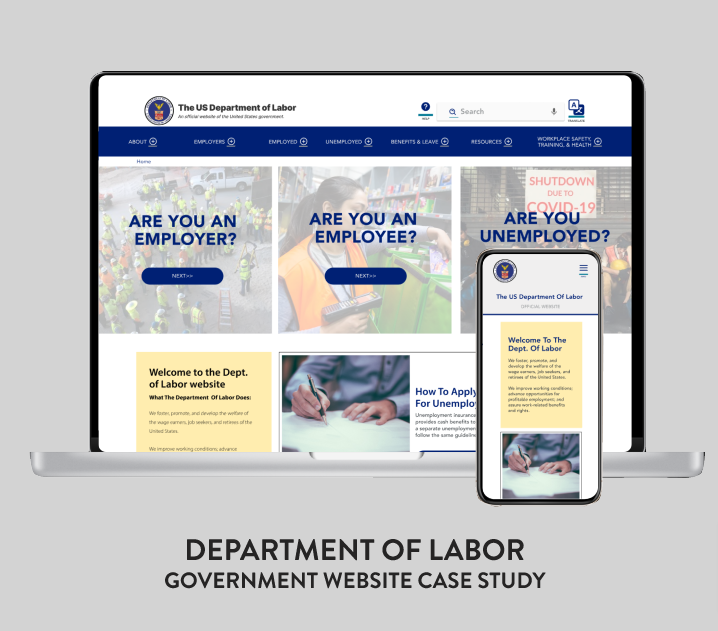 The US Department of Labor
An official website of the United States government.
HELP
Search
A
TRANSLATE
ABOUT
EMPLOYERS
EMPLOYED
UNEMPLOYED
BENEFITS & LEAVE
RESOURCES
WORKPLACE SAFETY,
TRAINING, & HEALTH
Home
ARE YOU AN
EMPLOYER?
NEXT>>
ARE YOU AN
EMPLOYEE?
NEXT>>
SHUTDOWN
DUE TO
COVID-19
ARE YOU
UNEMPLOYED?
Welcome to the Dept.
of Labor website
What The Department Of Labor Does:
We foster, promote, and develop the welfare of
the wage earners, job seekers, and retirees of the
United States.
We improve working conditions, advance
How To Apply
For Unemploy
Unemployment insurance
provides cash benefits to
a separate unemployment
follow the same guideline
The US Department Of Labor
OFFICIAL WEBSITE
Welcome To The
Dept. Of Labor
We foster, promote, and
develop the welfare of the
wage earners, job seekers, and
retirees of the United States.
We improve working conditions;
advance opportunities for
profitable employment; and
assure work-related benefits
and rights.
DEPARTMENT OF LABOR
GOVERNMENT WEBSITE CASE STUDY